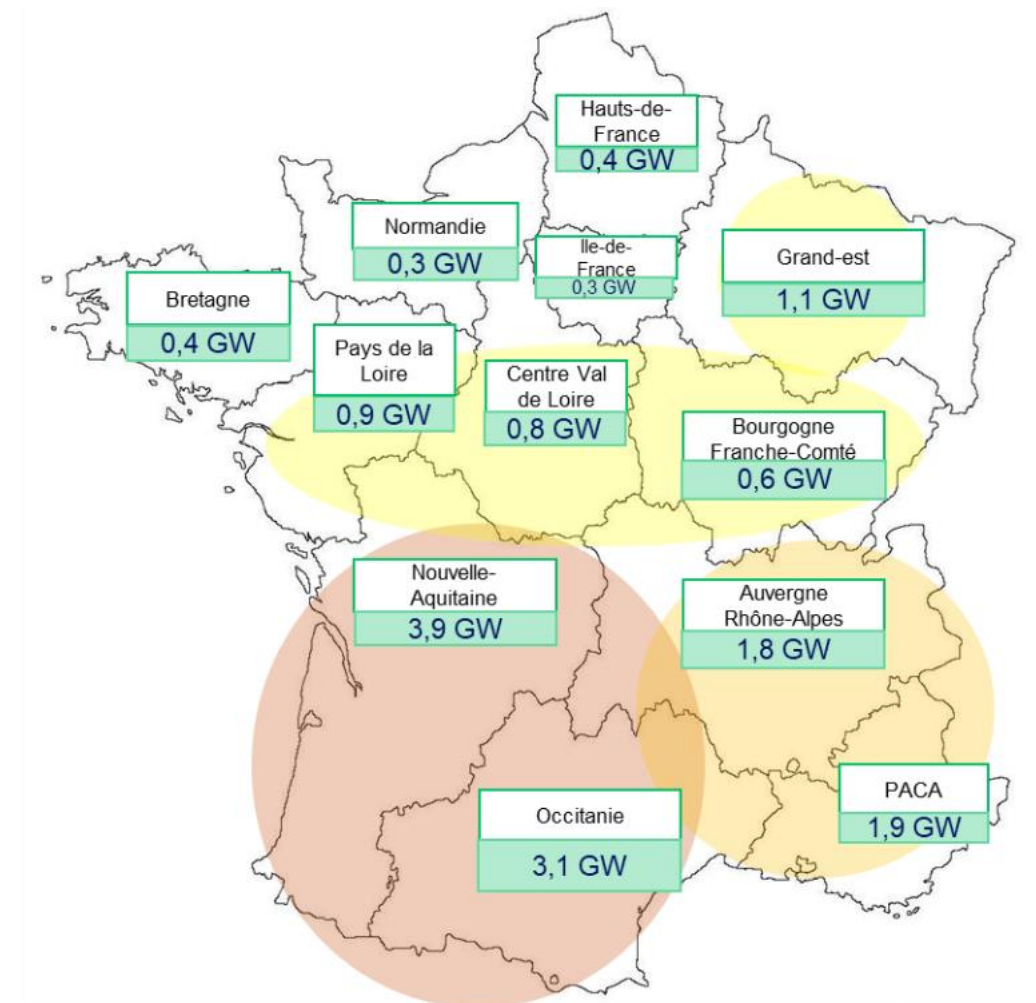 Hauts-de-
France
0,4 GW
Normandie
0,3 GW
Ile-de-
France
0,3 GW
Grand-est
1,1 GW
Bretagne
0,4 GW
Pays de la
Loire
0,9 GW
Centre Val
de Loire
0,8 GW
Bourgogne
Franche-Comté
0,6 GW
Nouvelle-
Aquitaine
3,9 GW
Auvergne
Rhône-Alpes
1,8 GW
Occitanie
3,1 GW
PACA
1,9 GW